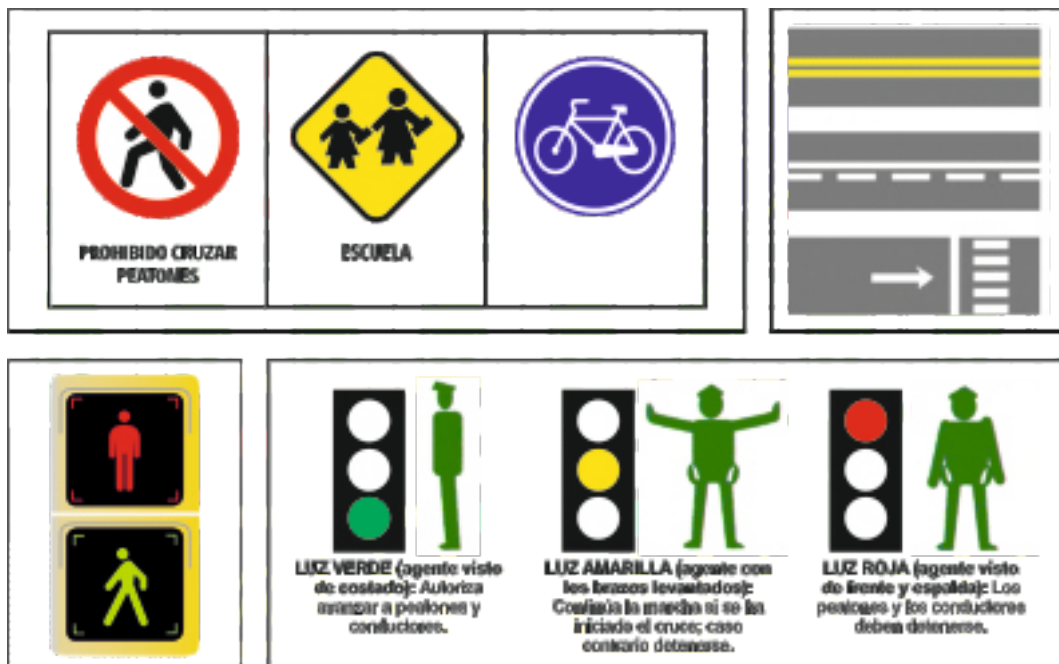 PROHIBIDO CRUZAR
PEATONES
ESCUELA
LUZ VERDE (agente visto
de costado): Autoriza
avanzar a peatones y
conductores.
LUZ AMARILLA (agente con
los brazos levantados):
Continúa la marcha si se ha
iniciado el cruce; caso
contrario detenerse.
LUZ ROJA (agente visto
de frente y espalda): Los
peatones y los conductores
deben detenerse.